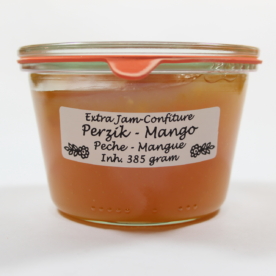 Extra Jam-Confiture
Perzik - Mango
Peche - Mangue
Inh. 385 gram